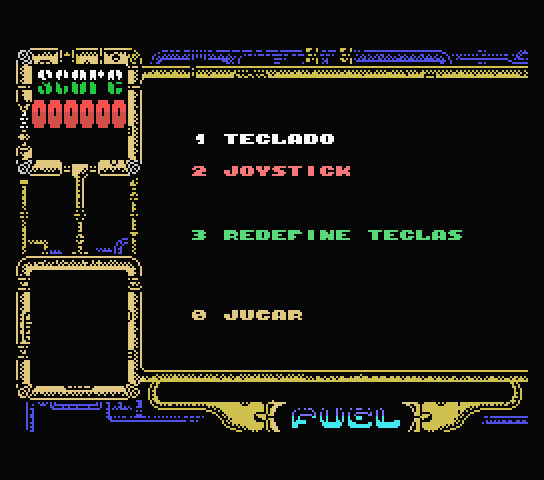 SCORE
000000
1 TECLADO
2 JOYSTICK
3 REDEFINE TECLAS
0 JUGAR
FUEL